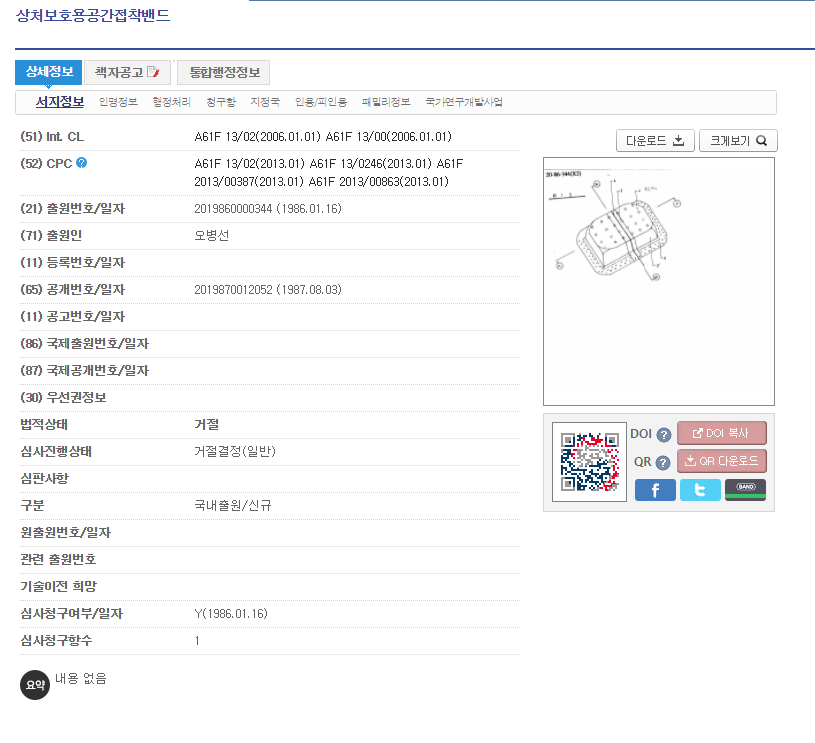 상처보호용공간접착밴드
상세정보 책자공고 통합행정정보
서지정보 인명정보 행정처리 청구항 지정국 인용/피인용 패밀리정보 국가연구개발사업
(51) Int. CL A61F 13/02(2006.01.01) A61F 13/00(2006.01.01)
다운로드 크게보기
(52) CPC A61F 13/02(2013.01) A61F 13/0246(2013.01) A61F
2013/00387(2013.01) A61F 2013/00863(2013.01)
20-86-344(3/2)
(21) 출원번호/일자 2019860000344 (1986.01.16)
(71) 출원인 오병선
(11) 등록번호/일자
(65) 공개번호/일자 2019870012052 (1987.08.03)
(11) 공고번호/일자
(86) 국제출원번호/일자
(87) 국제공개번호/일자
(30) 우선권정보
법적상태 거절
심사진행상태 거절결정(일반)
심판사항
구분 국내출원/신규
원출원번호/일자
관련 출원번호
기술이전 희망
심사청구여부/일자 Y(1986.01.16)
심사청구항수 1
DOI ? DOI 복사
QR ? QR 다운로드
BAND
요약 내용 없음